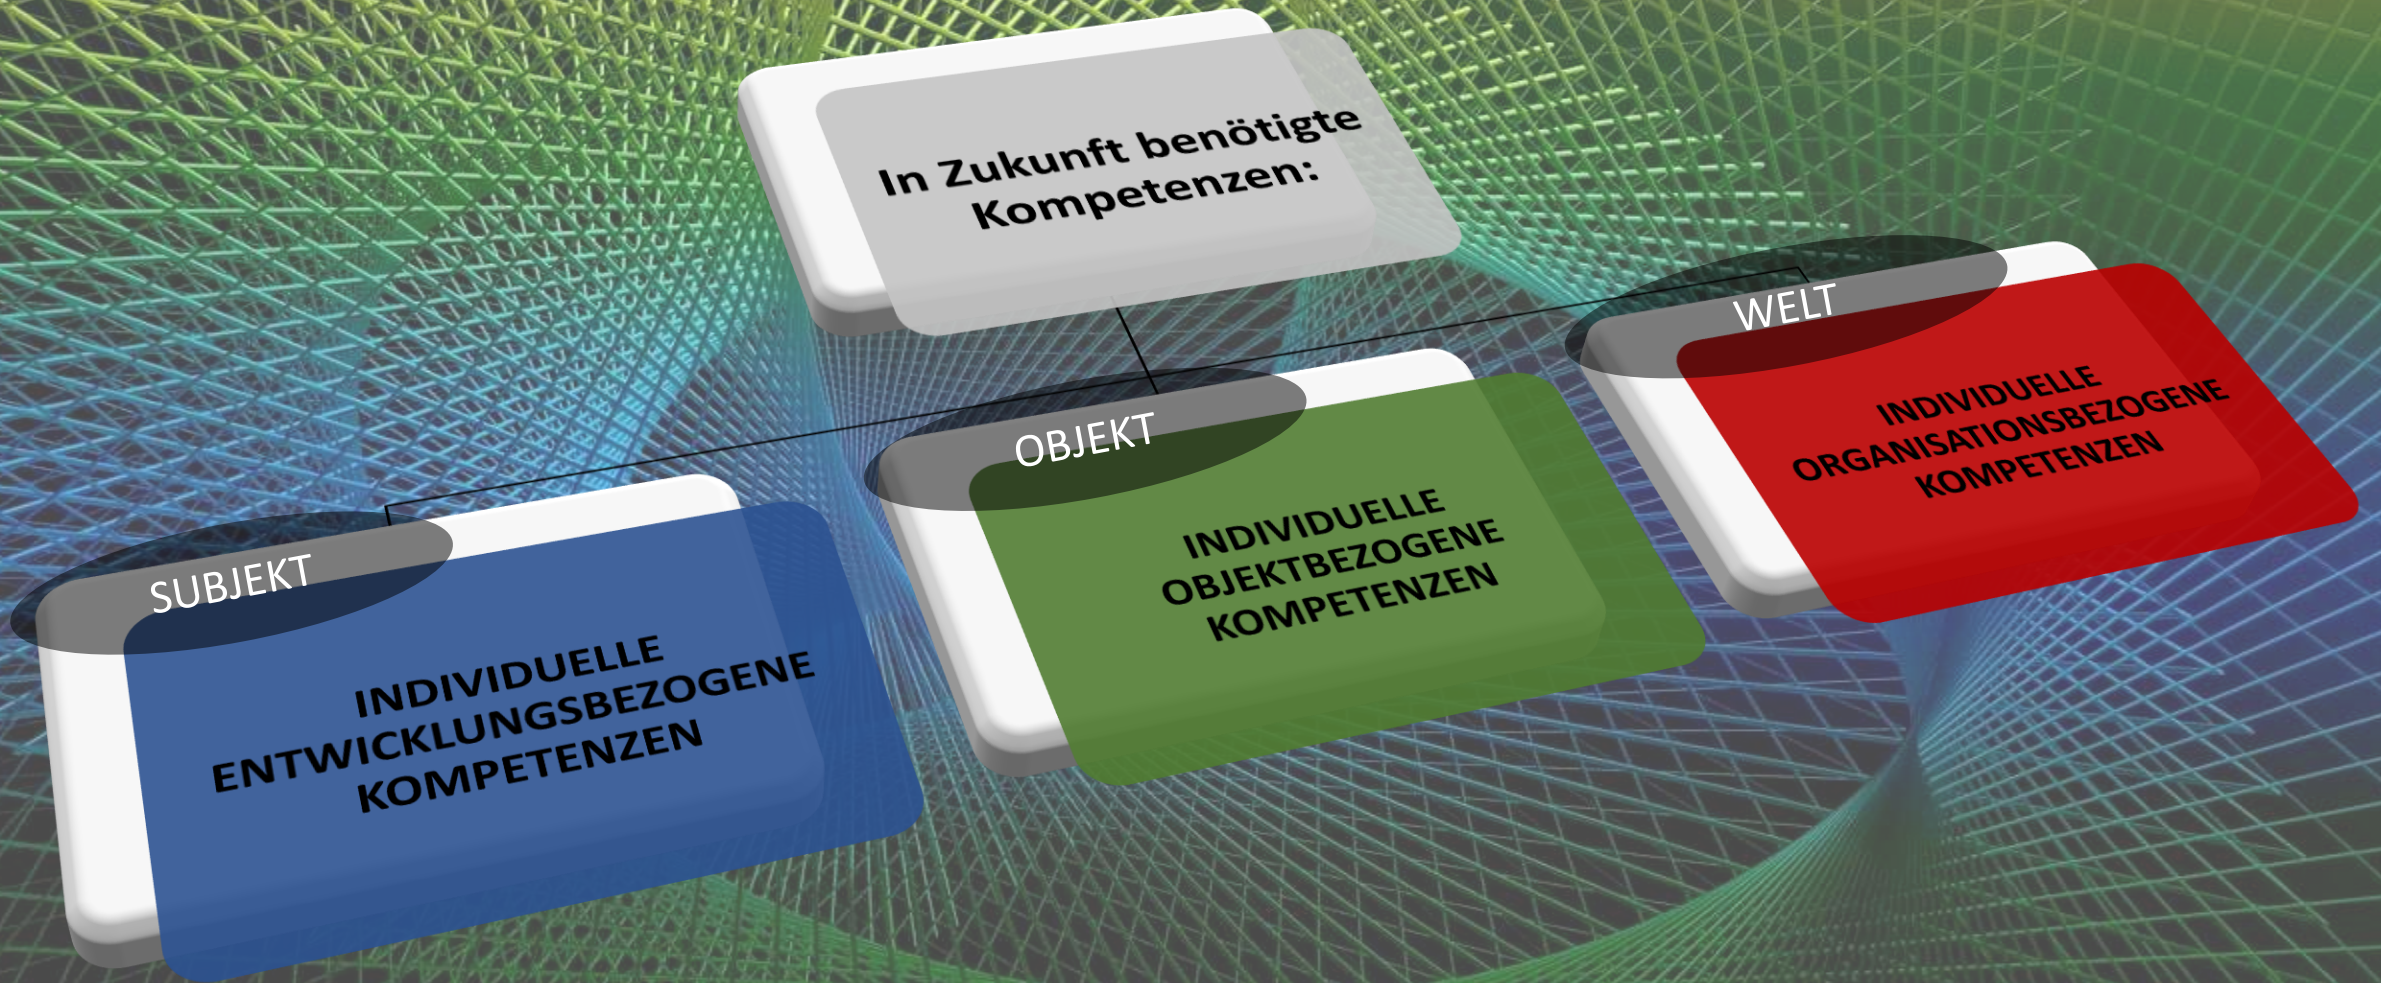 In Zukunft benötigte
Kompetenzen:
SUBJEKT
INDIVIDUELLE
ENTWICKLUNGSBEZOGENE
KOMPETENZEN
OBJEKT
INDIVIDUELLE
OBJEKTBEZOGENE
KOMPETENZEN
WELT
INDIVIDUELLE
ORGANISATIONSBEZOGENE
KOMPETENZEN